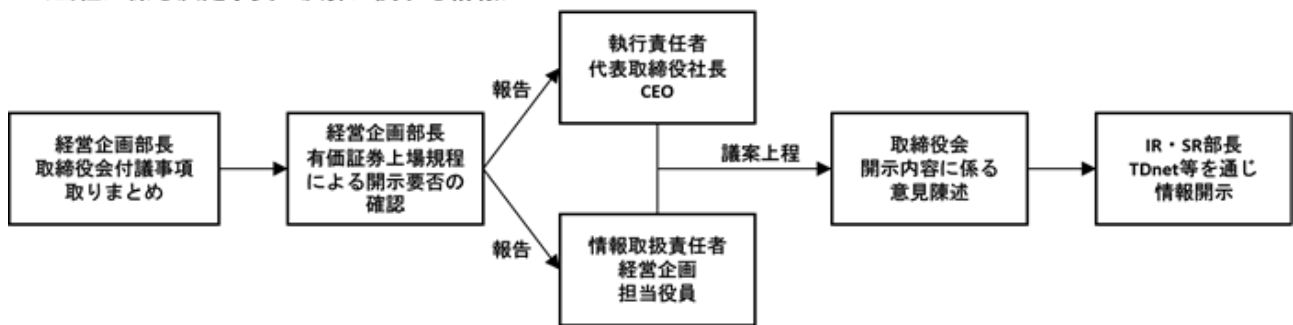 経営企画部長
取締役会付議事項
取りまとめ
経営企画部長
有価証券上場規程
による開示要否の
確認
報告
報告
執行責任者
代表取締役社長
CEO
情報取扱責任者
経営企画
担当役員
議案上程
取締役会
開示内容に係る
意見陳述
IR・SR部長
TDnet等を通じ
情報開示